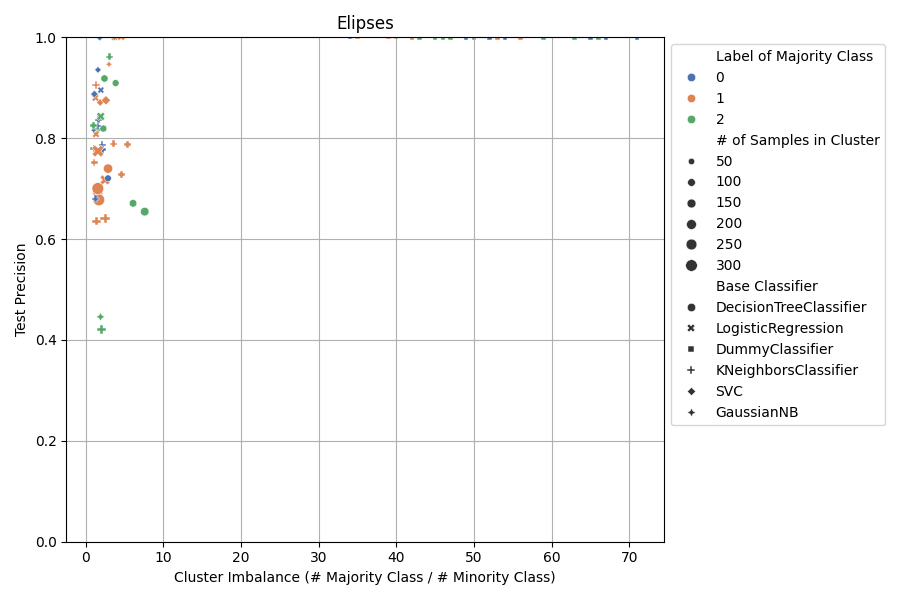 Elipses
1.0
0.8
0.6
0.4
0.2
0.0
Test Precision
0 10 20 30 40 50 60 70
Cluster Imbalance (# Majority Class / # Minority Class)
Label of Majority Class
0
1
2
# of Samples in Cluster
50
100
150
200
250
300
Base Classifier
DecisionTreeClassifier
LogisticRegression
DummyClassifier
KNeighborsClassifier
SVC
GaussianNB